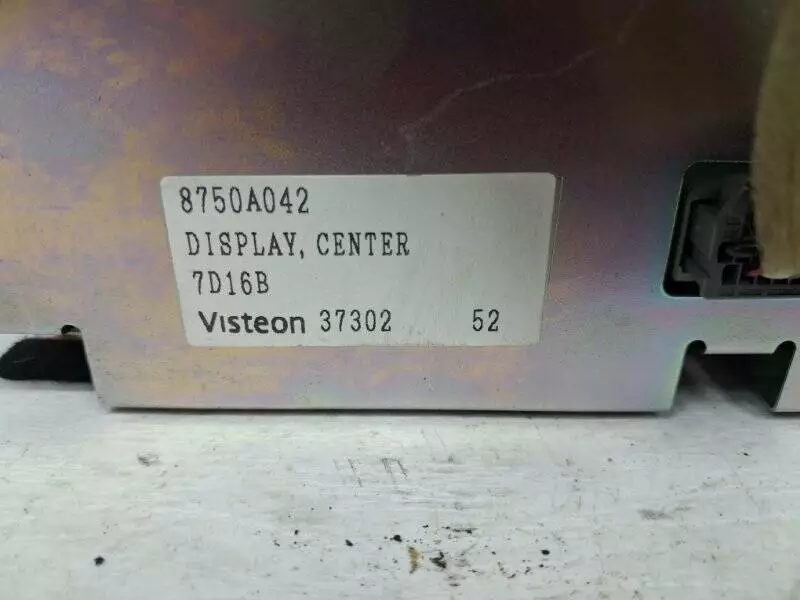 8750A042
DISPLAY, CENTER
7D16B
Visteon 37302 52